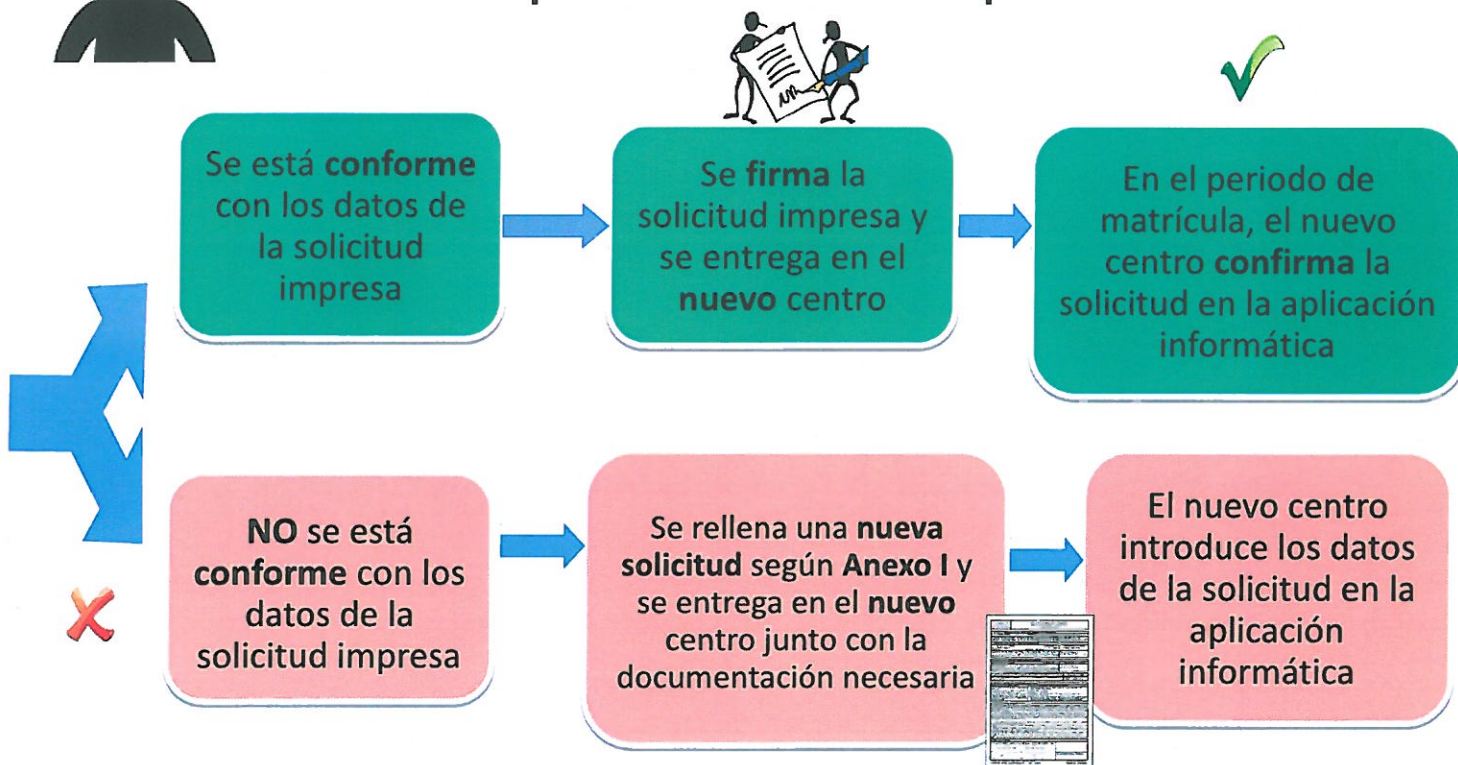 Se está conforme
con los datos de
la solicitud
impresa
Se firma la
solicitud impresa y
se entrega en el
nuevo centro
En el periodo de
matrícula, el nuevo
centro confirma la
solicitud en la aplicación
informática
NO se está
conforme con los
datos de la
solicitud impresa
Se rellena una nueva
solicitud según Anexo I y
se entrega en el nuevo
centro junto con la
documentación necesaria
El nuevo centro
introduce los datos
de la solicitud en la
aplicación
informática